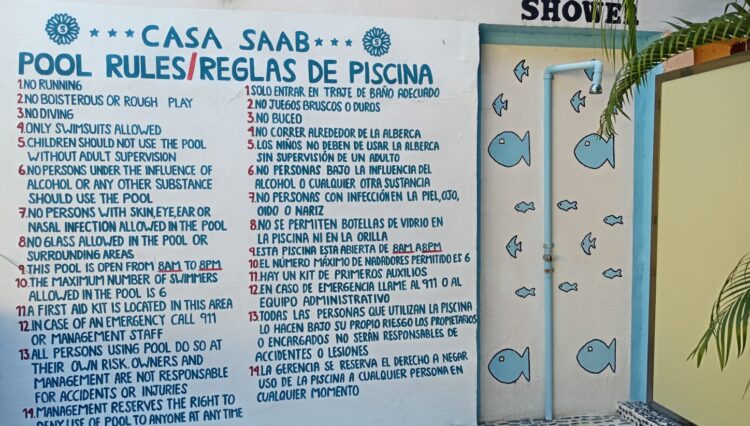 SHOWER
CASA SAAB
POOL RULES/REGLAS DE PISCINA
1.NO RUNNING
2.NO BOISTEROUS OR ROUGH PLAY
3.NO DIVING
4.ONLY SWIMSUITS ALLOWED
5.CHILDREN SHOULD NOT USE THE POOL
WITHOUT ADULT SUPERVISION
6.NO PERSONS UNDER THE INFLUENCE OF
ALCOHOL OR ANY OTHER SUBSTANCE
SHOULD USE THE POOL
7.NO PERSONS WITH SKIN,EYE,EAR OR
NASAL INFECTION ALLOWED IN THE POOL
8.NO GLASS ALLOWED IN THE POOL OR
SURROUNDING AREAS
9.THIS POOL IS OPEN FROM 8AM TO 8PM
10.THE MAXIMUM NUMBER OF SWIMMERS
ALLOWED IN THE POOL IS 6
11.A FIRST AID KIT IS LOCATED IN THIS AREA
12.IN CASE OF AN EMERGENCY CALL 911
OR MANAGEMENT STAFF
13.ALL PERSONS USING POOL DO SO AT
THEIR OWN RISK.OWNERS AND
MANAGEMENT ARE NOT RESPONSIBLE
FOR ACCIDENTS OR INJURIES
14.MANAGEMENT RESERVES THE RIGHT TO
DENY USE OF POOL TO ANYONE AT ANY TIME
1.SOLO ENTRAR EN TRAJE DE BAÑO ADECUADO
2.NO JUEGOS BRUSCOS O DUROS
3.NO BUCEO
4.NO CORRER ALREDEDOR DE LA ALBERCA
5.LOS NIÑOS NO DEBEN DE USAR LA ALBERCA
SIN SUPERVISIÓN DE UN ADULTO
6.NO PERSONAS BAJO LA INFLUENCIA DEL
ALCOHOL O CUALQUIER OTRA SUSTANCIA
7.NO PERSONAS CON INFECCIÓN EN LA PIEL,OJO,
OIDO O NARIZ
8.NO SE PERMITEN BOTELLAS DE VIDRIO EN
LA PISCINA NI EN LA ORILLA
9.ESTA PISCINA ESTA ABIERTA DE 8AM A 8PM
10.EL NÚMERO MÁXIMO DE NADADORES PERMITIDO ES 6
11.HAY UN KIT DE PRIMEROS AUXILIOS
12.EN CASO DE EMERGENCIA LLAME AL 911 O AL
EQUIPO ADMINISTRATIVO
13.TODAS LAS PERSONAS QUE UTILIZAN LA PISCINA
LO HACEN BAJO SU PROPIO RIESGO LOS PROPIETARIOS
O ENCARGADOS NO SERÁN RESPONSABLES DE
ACCIDENTES O LESIONES
14.LA GERENCIA SE RESERVA EL DERECHO A NEGAR
USO DE LA PISCINA A CUALQUIER PERSONA EN
CUALQUIER MOMENTO